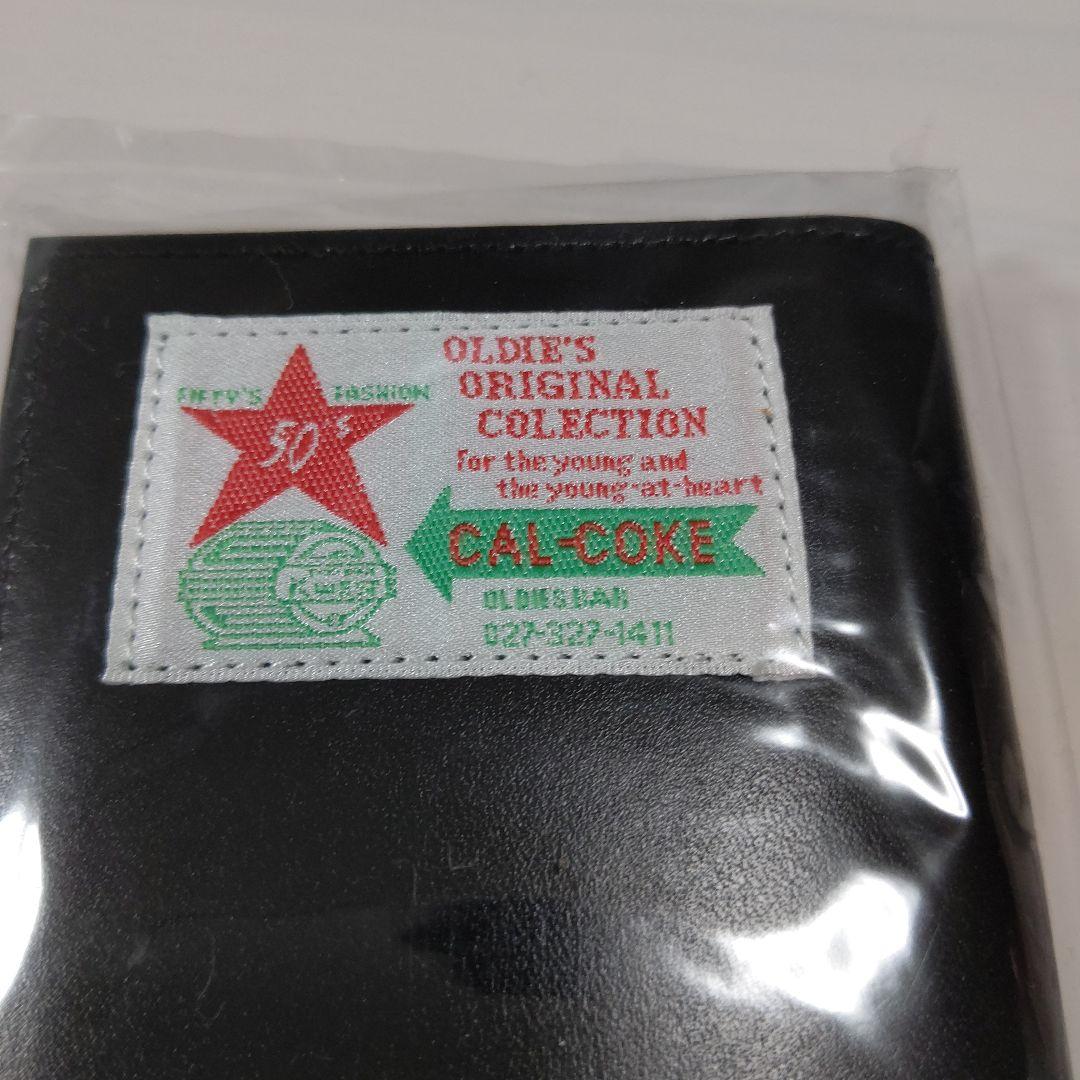 FIFTY'S FASHION
50's
OLDIE'S
ORIGINAL
COLECTION
for the young and
the young-at-heart
CAL-COKE
OLDIES BAR
027-327-1411